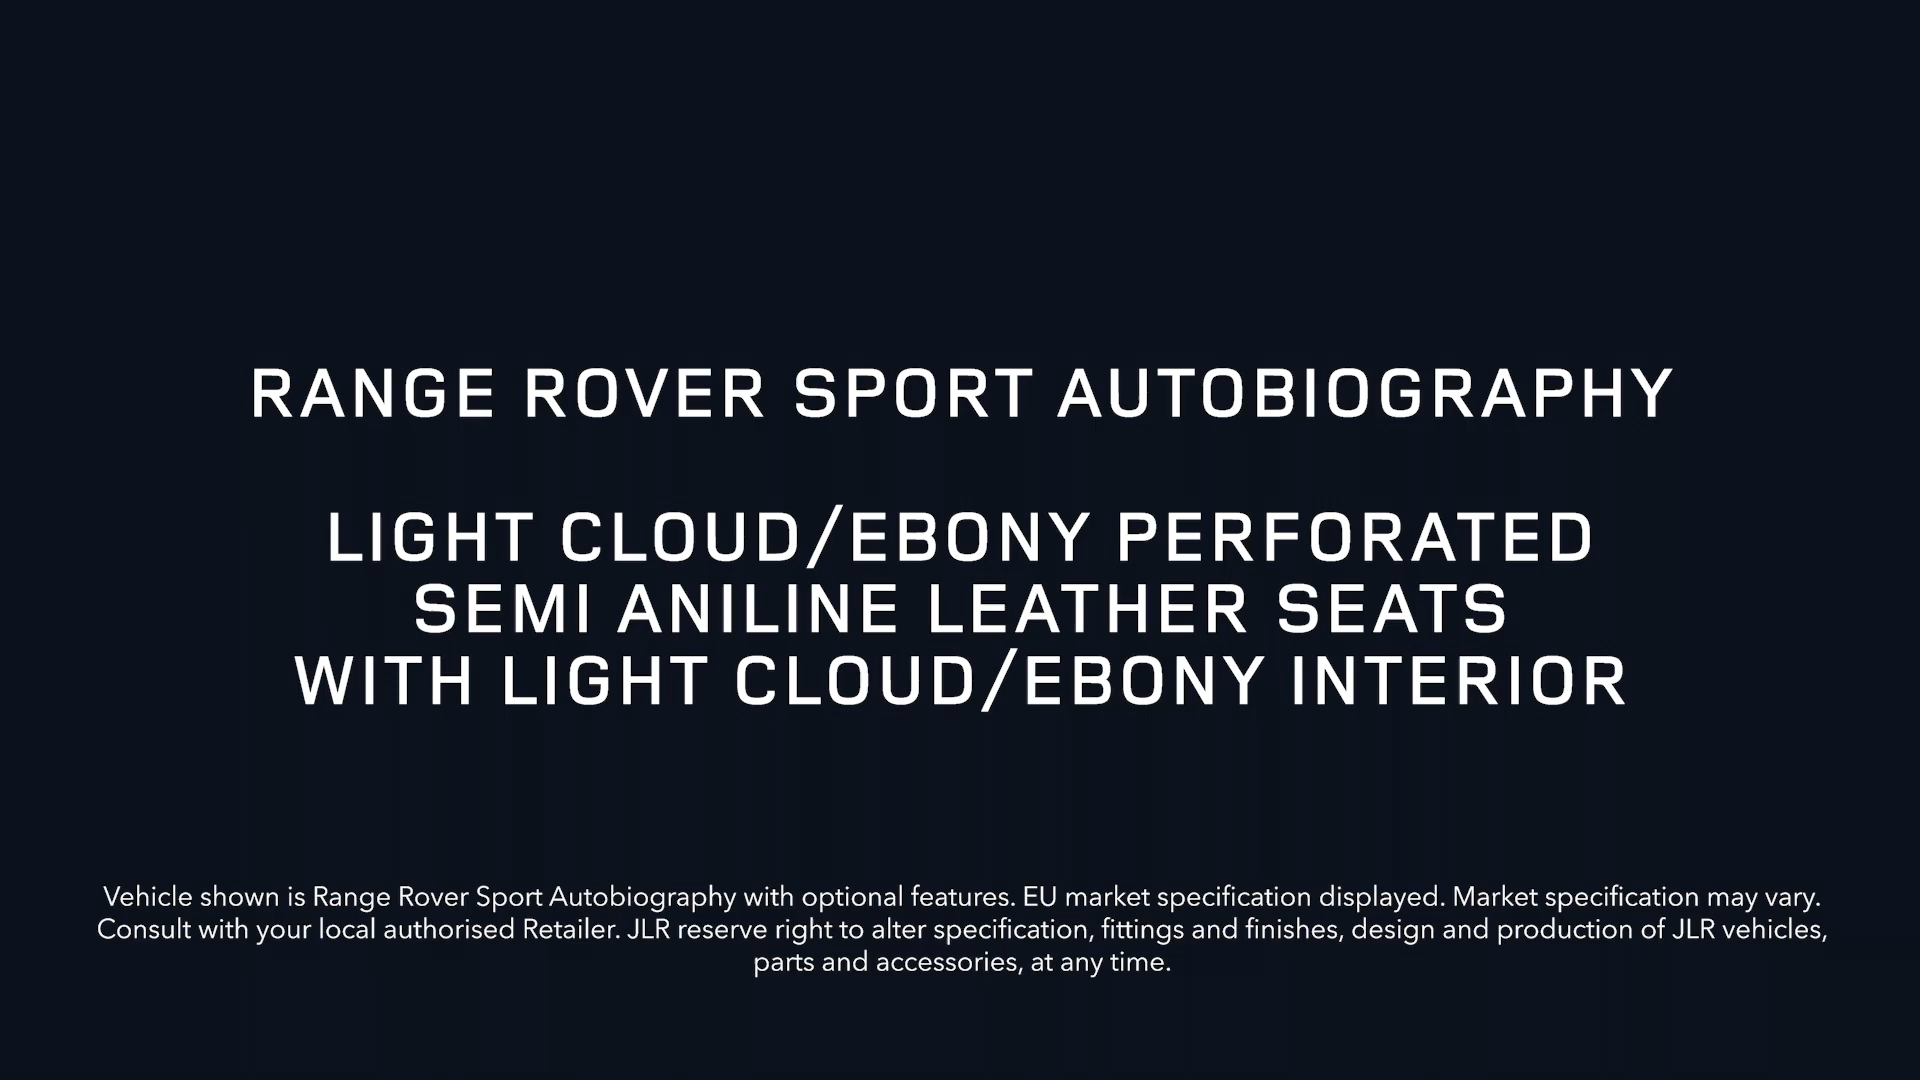 RANGE ROVER SPORT AUTOBIOGRAPHY
LIGHT CLOUD/EBONY PERFORATED
SEMI ANILINE LEATHER SEATS
WITH LIGHT CLOUD/EBONY INTERIOR
Vehicle shown is Range Rover Sport Autobiography with optional features. EU market specification displayed. Market specification may vary.
Consult with your local authorised Retailer. JLR reserve right to alter specification, fittings and finishes, design and production of JLR vehicles,
parts and accessories, at any time.